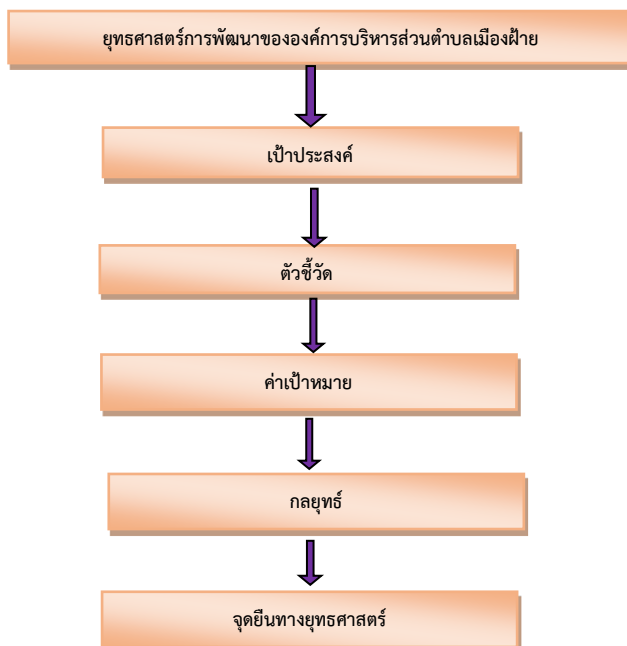 ยุทธศาสตร์การพัฒนาขององค์การบริหารส่วนตำบลเมืองฝ้าย
เป้าประสงค์
ตัวชี้วัด
ค่าเป้าหมาย
กลยุทธ์
จุดยืนทางยุทธศาสตร์